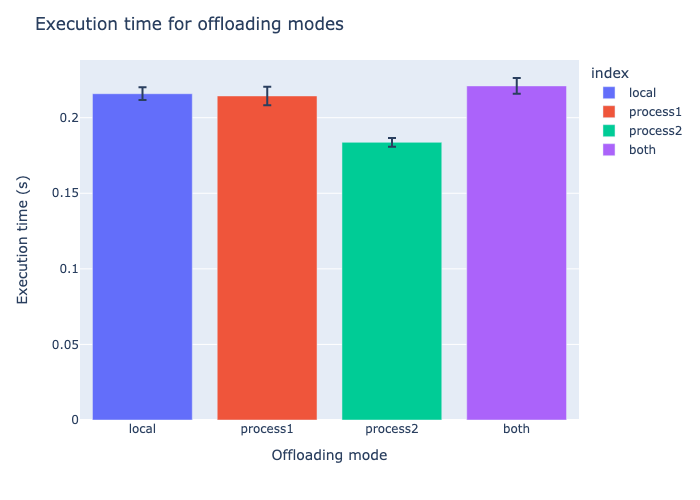 Execution time for offloading modes
index
local
process1
process2
both
Execution time (s)
0.2
0.15
0.1
0.05
0
local
process1
process2
both
Offloading mode